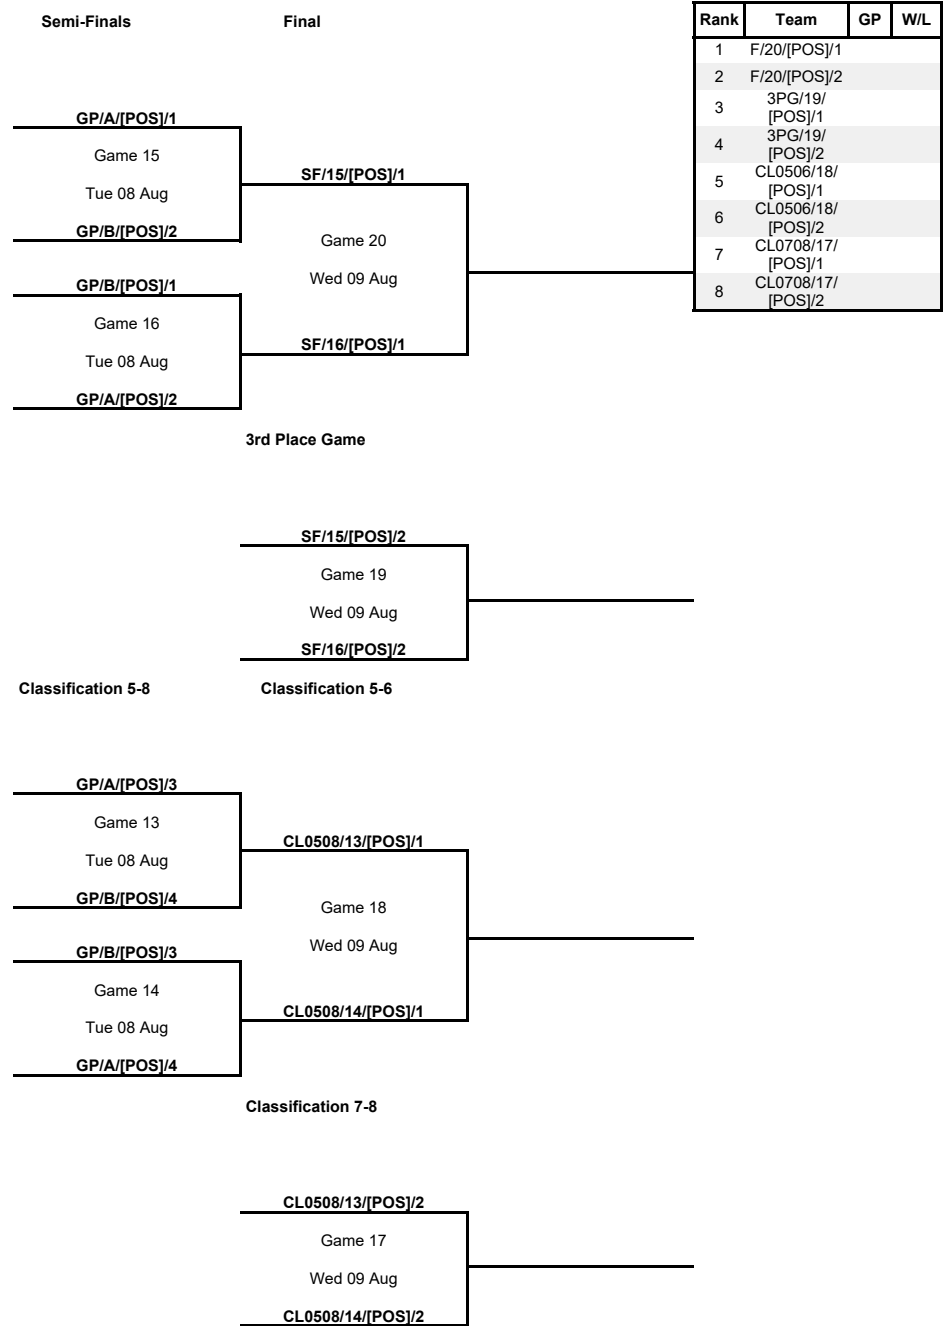 Semi-Finals
Final
Rank Team GP W/L
1 F/20/[POS]/1
2 F/20/[POS]/2
3 3PG/19/
[POS]/1
4 3PG/19/
[POS]/2
5 CL0506/18/
[POS]/1
6 CL0506/18/
[POS]/2
7 CL0708/17/
[POS]/1
8 CL0708/17/
[POS]/2
GP/A/[POS]/1
Game 15
Tue 08 Aug
GP/B/[POS]/2
GP/B/[POS]/1
Game 16
Tue 08 Aug
GP/A/[POS]/2
SF/15/[POS]/1
Game 20
Wed 09 Aug
SF/16/[POS]/1
3rd Place Game
SF/15/[POS]/2
Game 19
Wed 09 Aug
SF/16/[POS]/2
Classification 5-8
Classification 5-6
GP/A/[POS]/3
Game 13
Tue 08 Aug
GP/B/[POS]/4
GP/B/[POS]/3
Game 14
Tue 08 Aug
GP/A/[POS]/4
CL0508/13/[POS]/1
Game 18
Wed 09 Aug
CL0508/14/[POS]/1
Classification 7-8
CL0508/13/[POS]/2
Game 17
Wed 09 Aug
CL0508/14/[POS]/2